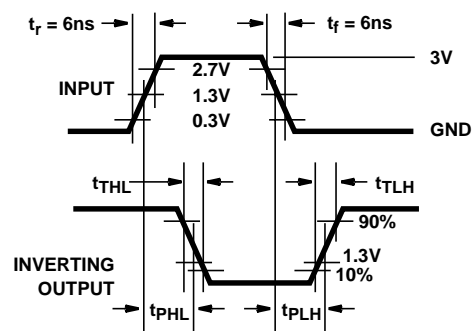 tr = 6ns
tf = 6ns
3V
2.7V
INPUT
1.3V
0.3V
GND
tTHL
tTLH
90%
1.3V
INVERTING
OUTPUT
10%
tPHL
tPLH